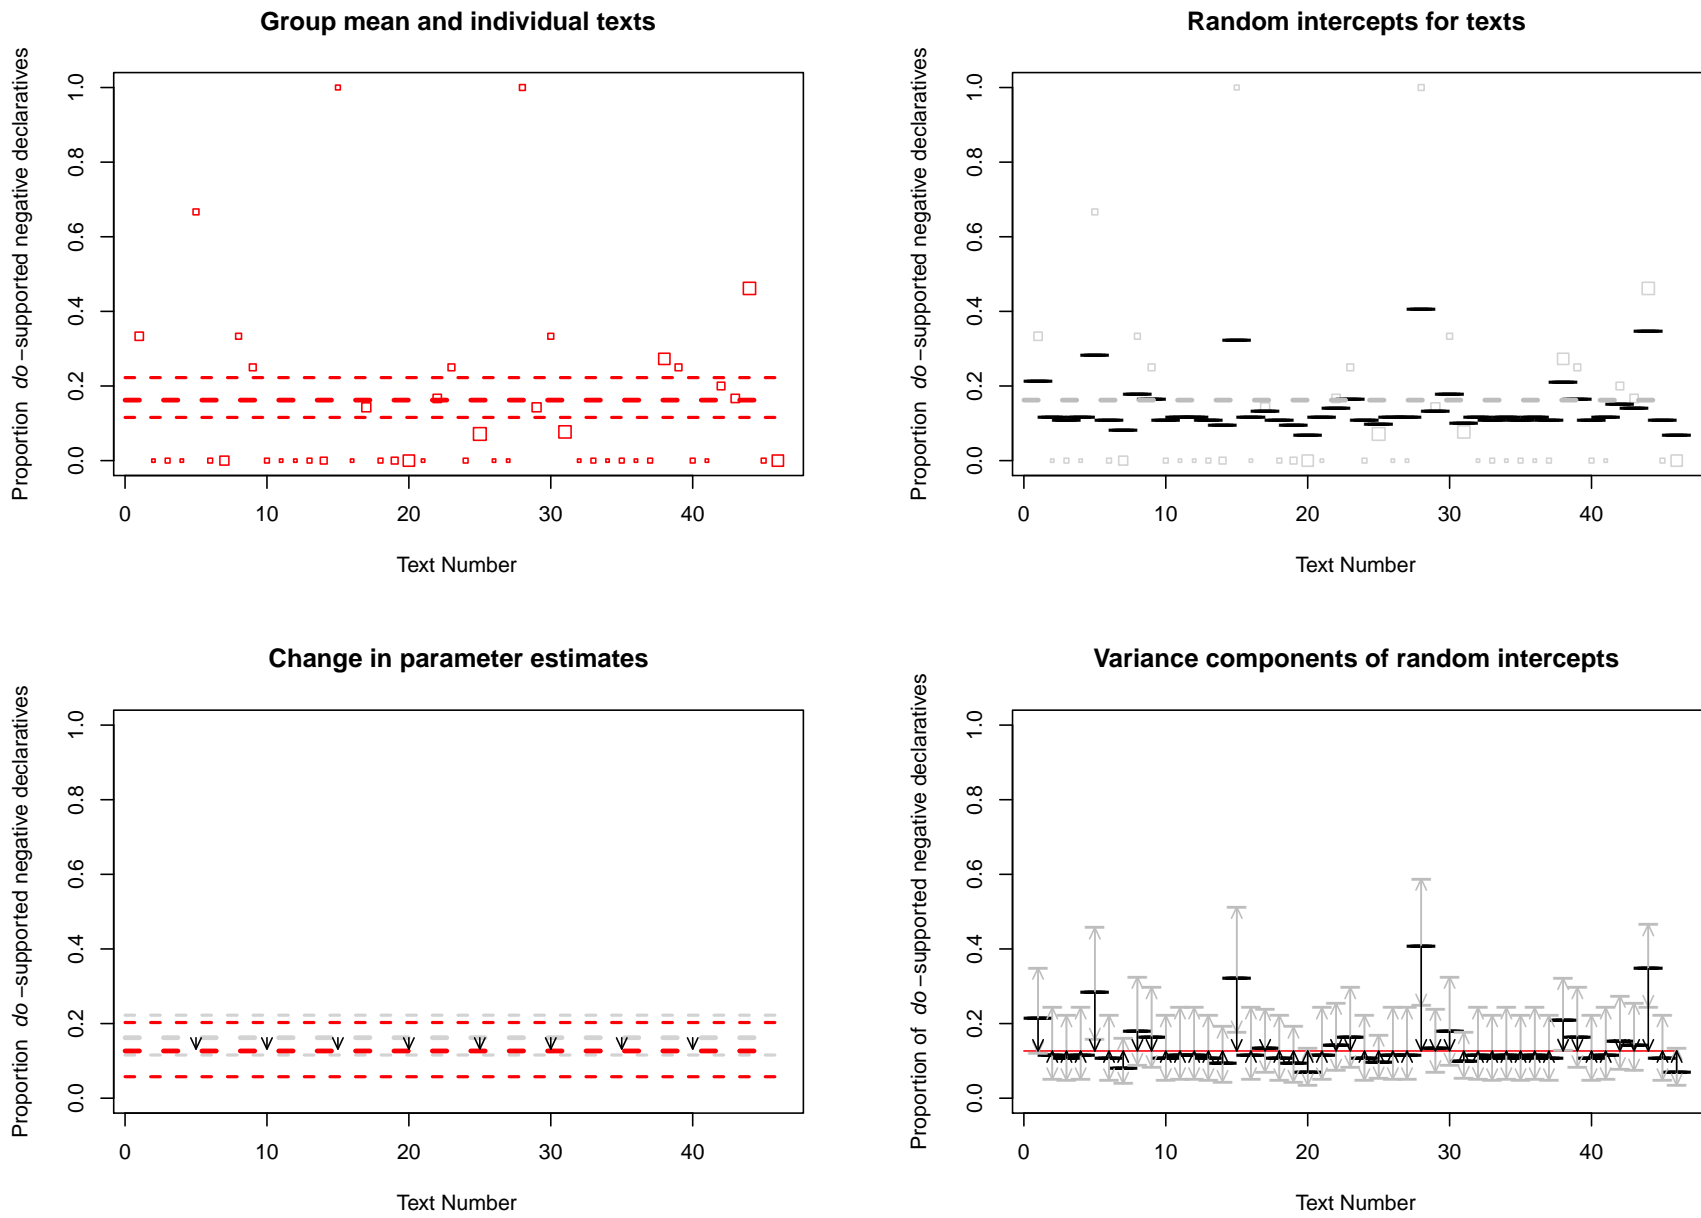 Group mean and individual texts
Proportion do−supported negative declaratives
1.0
0.8
0.6
0.4
0.2
0.0
0 10 20 30 40
Text Number
Random intercepts for texts
Proportion do−supported negative declaratives
1.0
0.8
0.6
0.4
0.2
0.0
0 10 20 30 40
Text Number
Change in parameter estimates
Proportion do−supported negative declaratives
1.0
0.8
0.6
0.4
0.2
0.0
0 10 20 30 40
Text Number
Variance components of random intercepts
Proportion of do−supported negative declaratives
1.0
0.8
0.6
0.4
0.2
0.0
0 10 20 30 40
Text Number